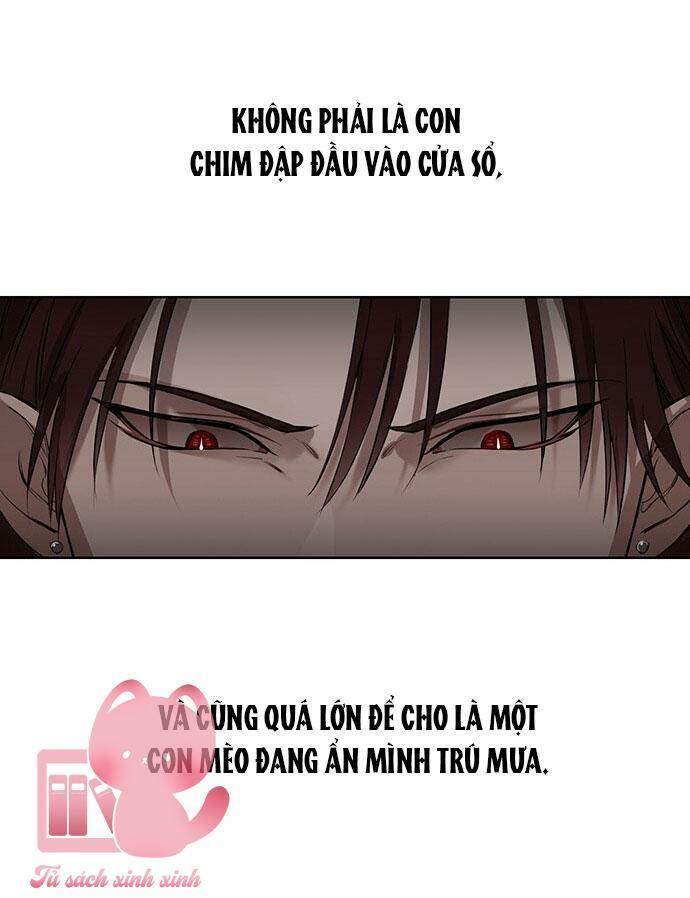 KHÔNG PHẢI LÀ CON
CHIM ĐẬP ĐẦU VÀO CỬA SỔ,
VÀ CŨNG QUÁ LỚN ĐỂ CHO LÀ MỘT
CON MÈO ĐANG ẨN MÌNH TRÚ MƯA.
Tủ sách xinh xinh